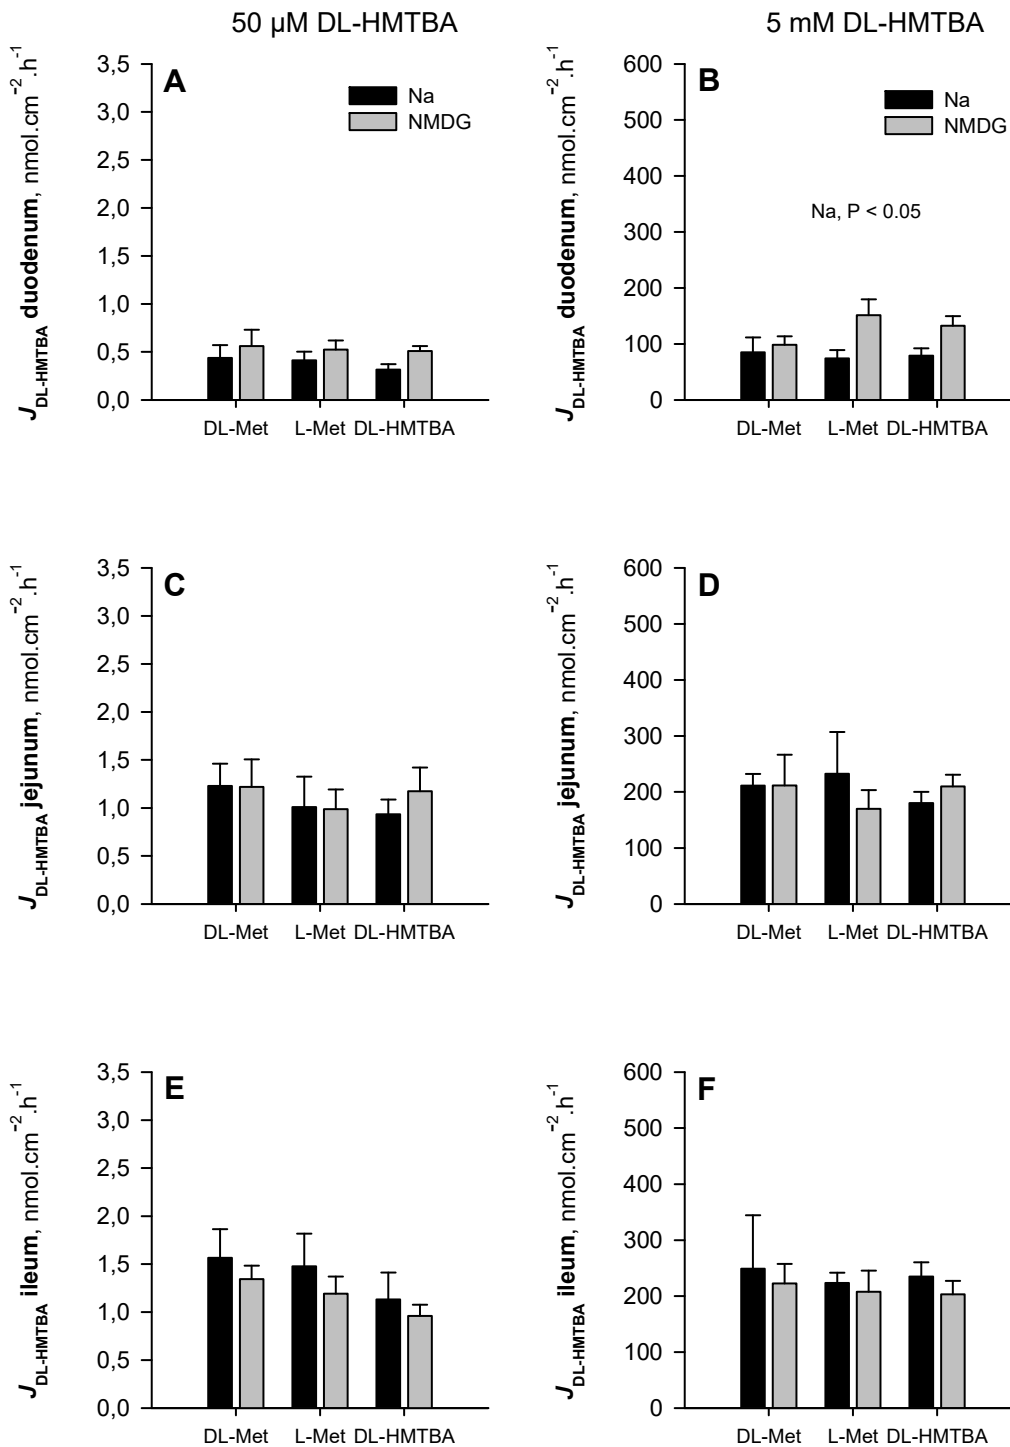 50 µM DL-HMTBA
5 mM DL-HMTBA
J DL-HMTBA duodenum, nmol.cm⁻².h⁻¹
3,5
3,0
2,5
2,0
1,5
1,0
0,5
0,0
A
Na
NMDG
DL-Met L-Met DL-HMTBA
J DL-HMTBA duodenum, nmol.cm⁻².h⁻¹
600
500
400
300
200
100
0
B
Na
NMDG
Na, P < 0.05
DL-Met L-Met DL-HMTBA
J DL-HMTBA jejunum, nmol.cm⁻².h⁻¹
3,5
3,0
2,5
2,0
1,5
1,0
0,5
0,0
C
DL-Met L-Met DL-HMTBA
J DL-HMTBA jejunum, nmol.cm⁻².h⁻¹
600
500
400
300
200
100
0
D
DL-Met L-Met DL-HMTBA
J DL-HMTBA ileum, nmol.cm⁻².h⁻¹
3,5
3,0
2,5
2,0
1,5
1,0
0,5
0,0
E
DL-Met L-Met DL-HMTBA
J DL-HMTBA ileum, nmol.cm⁻².h⁻¹
600
500
400
300
200
100
0
F
DL-Met L-Met DL-HMTBA